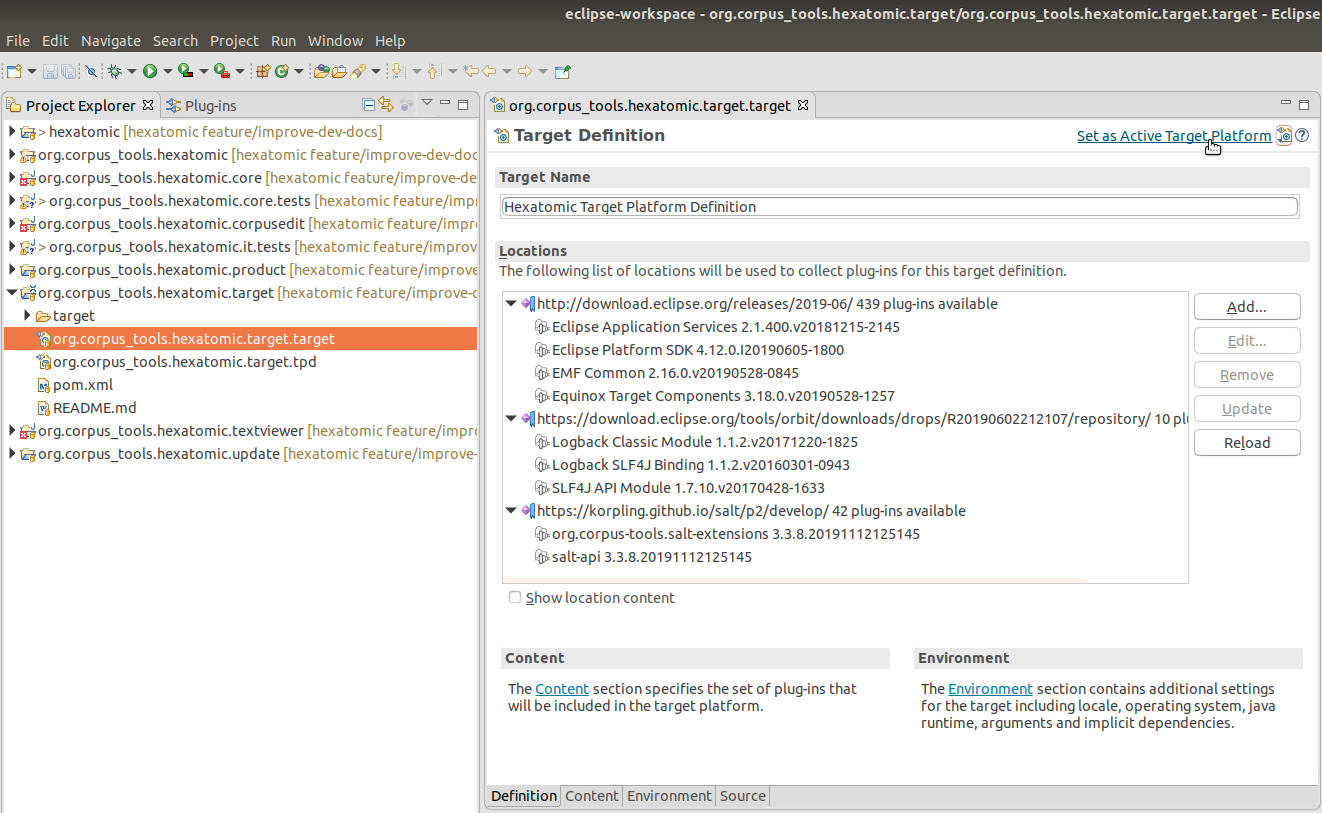 eclipse-workspace - org.corpus_tools.hexatomic.target/org.corpus_tools.hexatomic.target.target - Eclipse
File Edit Navigate Search Project Run Window Help
Project Explorer Plug-ins
> hexatomic [hexatomic feature/improve-dev-docs]
org.corpus_tools.hexatomic [hexatomic feature/improve-dev-doc
org.corpus_tools.hexatomic.core [hexatomic feature/improve-de
> org.corpus_tools.hexatomic.core.tests [hexatomic feature/imp
org.corpus_tools.hexatomic.corpusedit [hexatomic feature/impr
> org.corpus_tools.hexatomic.it.tests [hexatomic feature/improv
org.corpus_tools.hexatomic.product [hexatomic feature/improve
org.corpus_tools.hexatomic.target [hexatomic feature/improve-d
target
org.corpus_tools.hexatomic.target.target
org.corpus_tools.hexatomic.target.tpd
pom.xml
README.md
org.corpus_tools.hexatomic.textviewer [hexatomic feature/impro
org.corpus_tools.hexatomic.update [hexatomic feature/improve-
org.corpus_tools.hexatomic.target.target
Target Definition
Set as Active Target Platform
Target Name
Hexatomic Target Platform Definition
Locations
The following list of locations will be used to collect plug-ins for this target definition.
http://download.eclipse.org/releases/2019-06/ 439 plug-ins available
Eclipse Application Services 2.1.400.v20181215-2145
Eclipse Platform SDK 4.12.0.I20190605-1800
EMF Common 2.16.0.v20190528-0845
Equinox Target Components 3.18.0.v20190528-1257
https://download.eclipse.org/tools/orbit/downloads/drops/R20190602212107/repository/ 10 plu
Logback Classic Module 1.1.2.v20171220-1825
Logback SLF4J Binding 1.1.2.v20160301-0943
SLF4J API Module 1.7.10.v20170428-1633
https://korpling.github.io/salt/p2/develop/ 42 plug-ins available
org.corpus-tools.salt-extensions 3.3.8.20191112125145
salt-api 3.3.8.20191112125145
Add...
Edit...
Remove
Update
Reload
Show location content
Content
The Content section specifies the set of plug-ins that
will be included in the target platform.
Environment
The Environment section contains additional settings
for the target including locale, operating system, java
runtime, arguments and implicit dependencies.
Definition Content Environment Source